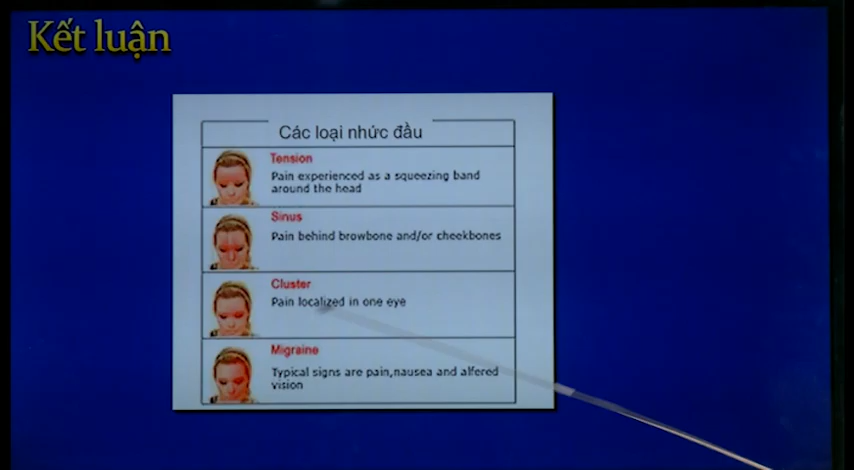 Kết luận
Các loại nhức đầu
Tension
Pain experienced as a squeezing band
around the head
Sinus
Pain behind browbone and/or cheekbones
Cluster
Pain localized in one eye
Migraine
Typical signs are pain,nausea and alfered
vision